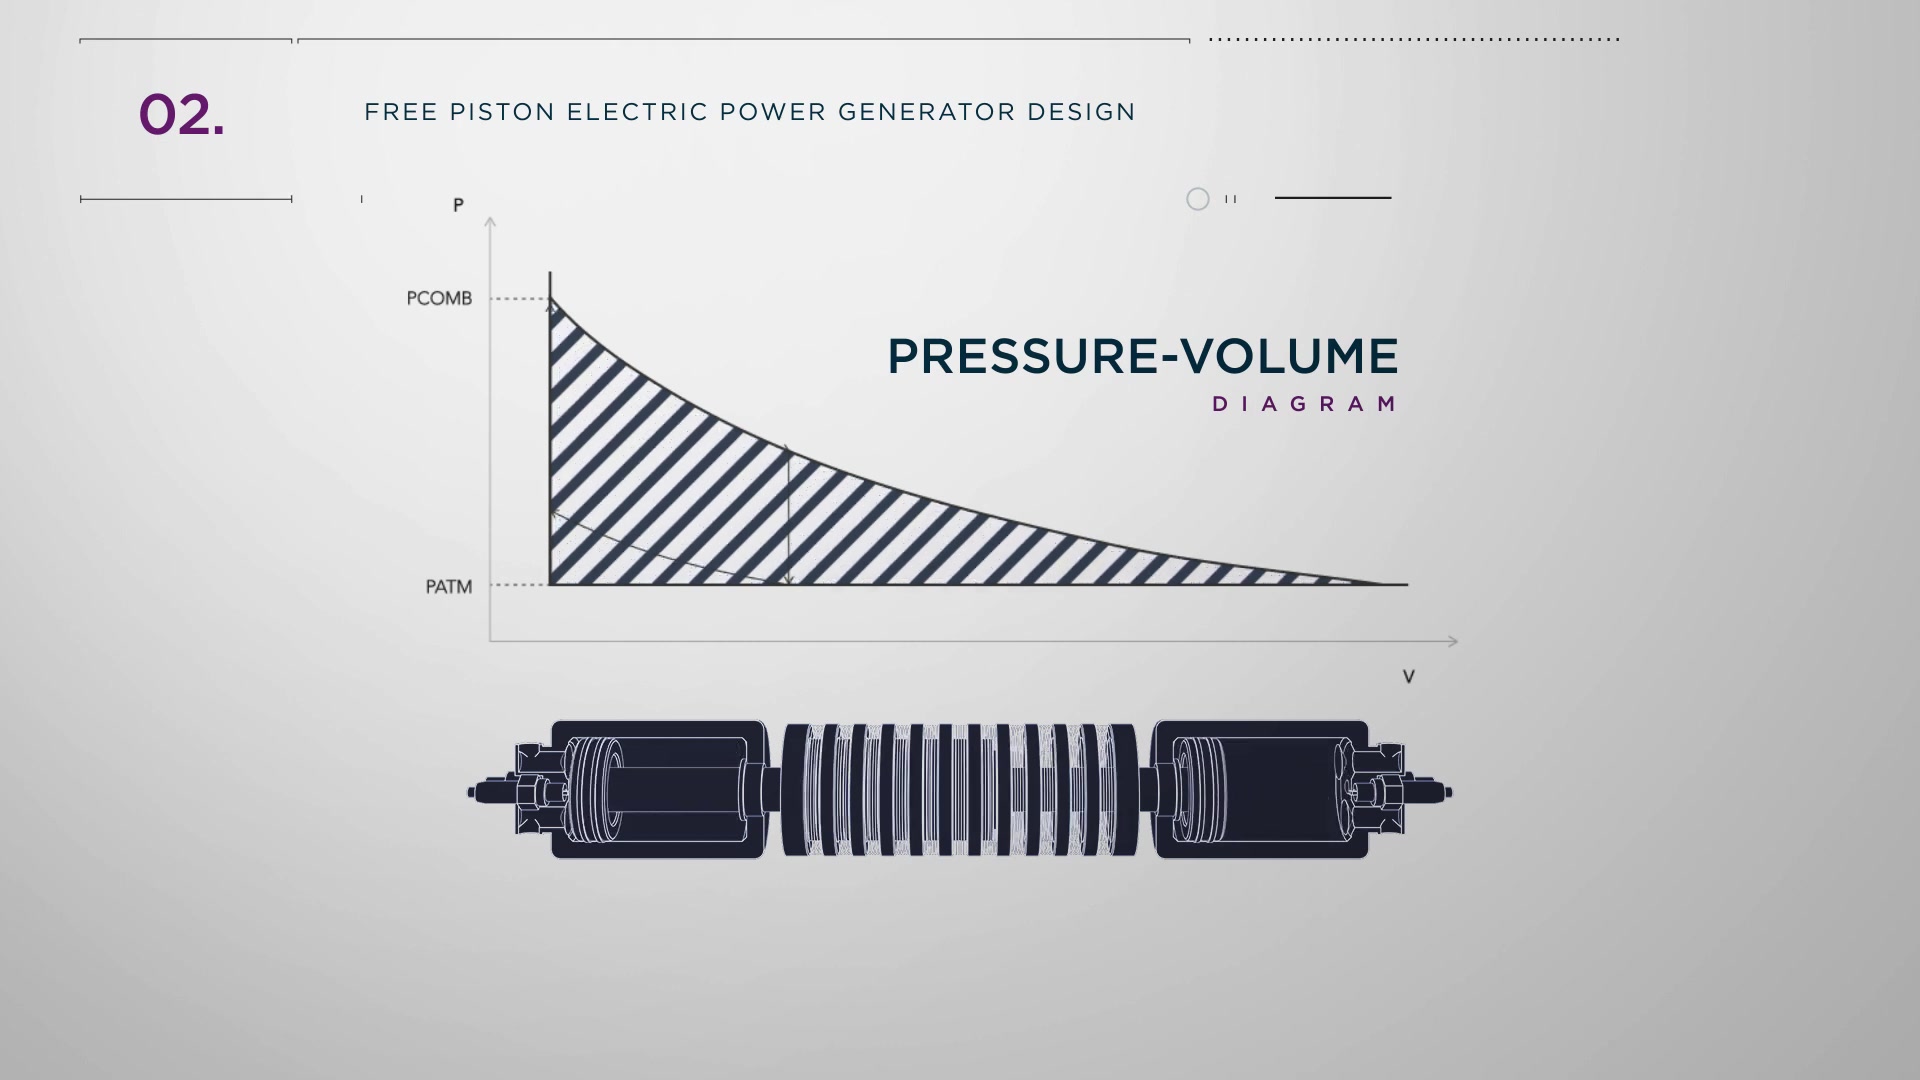 02.
FREE PISTON ELECTRIC POWER GENERATOR DESIGN
P
PCOMB
PRESSURE-VOLUME
DIAGRAM
PATM
V